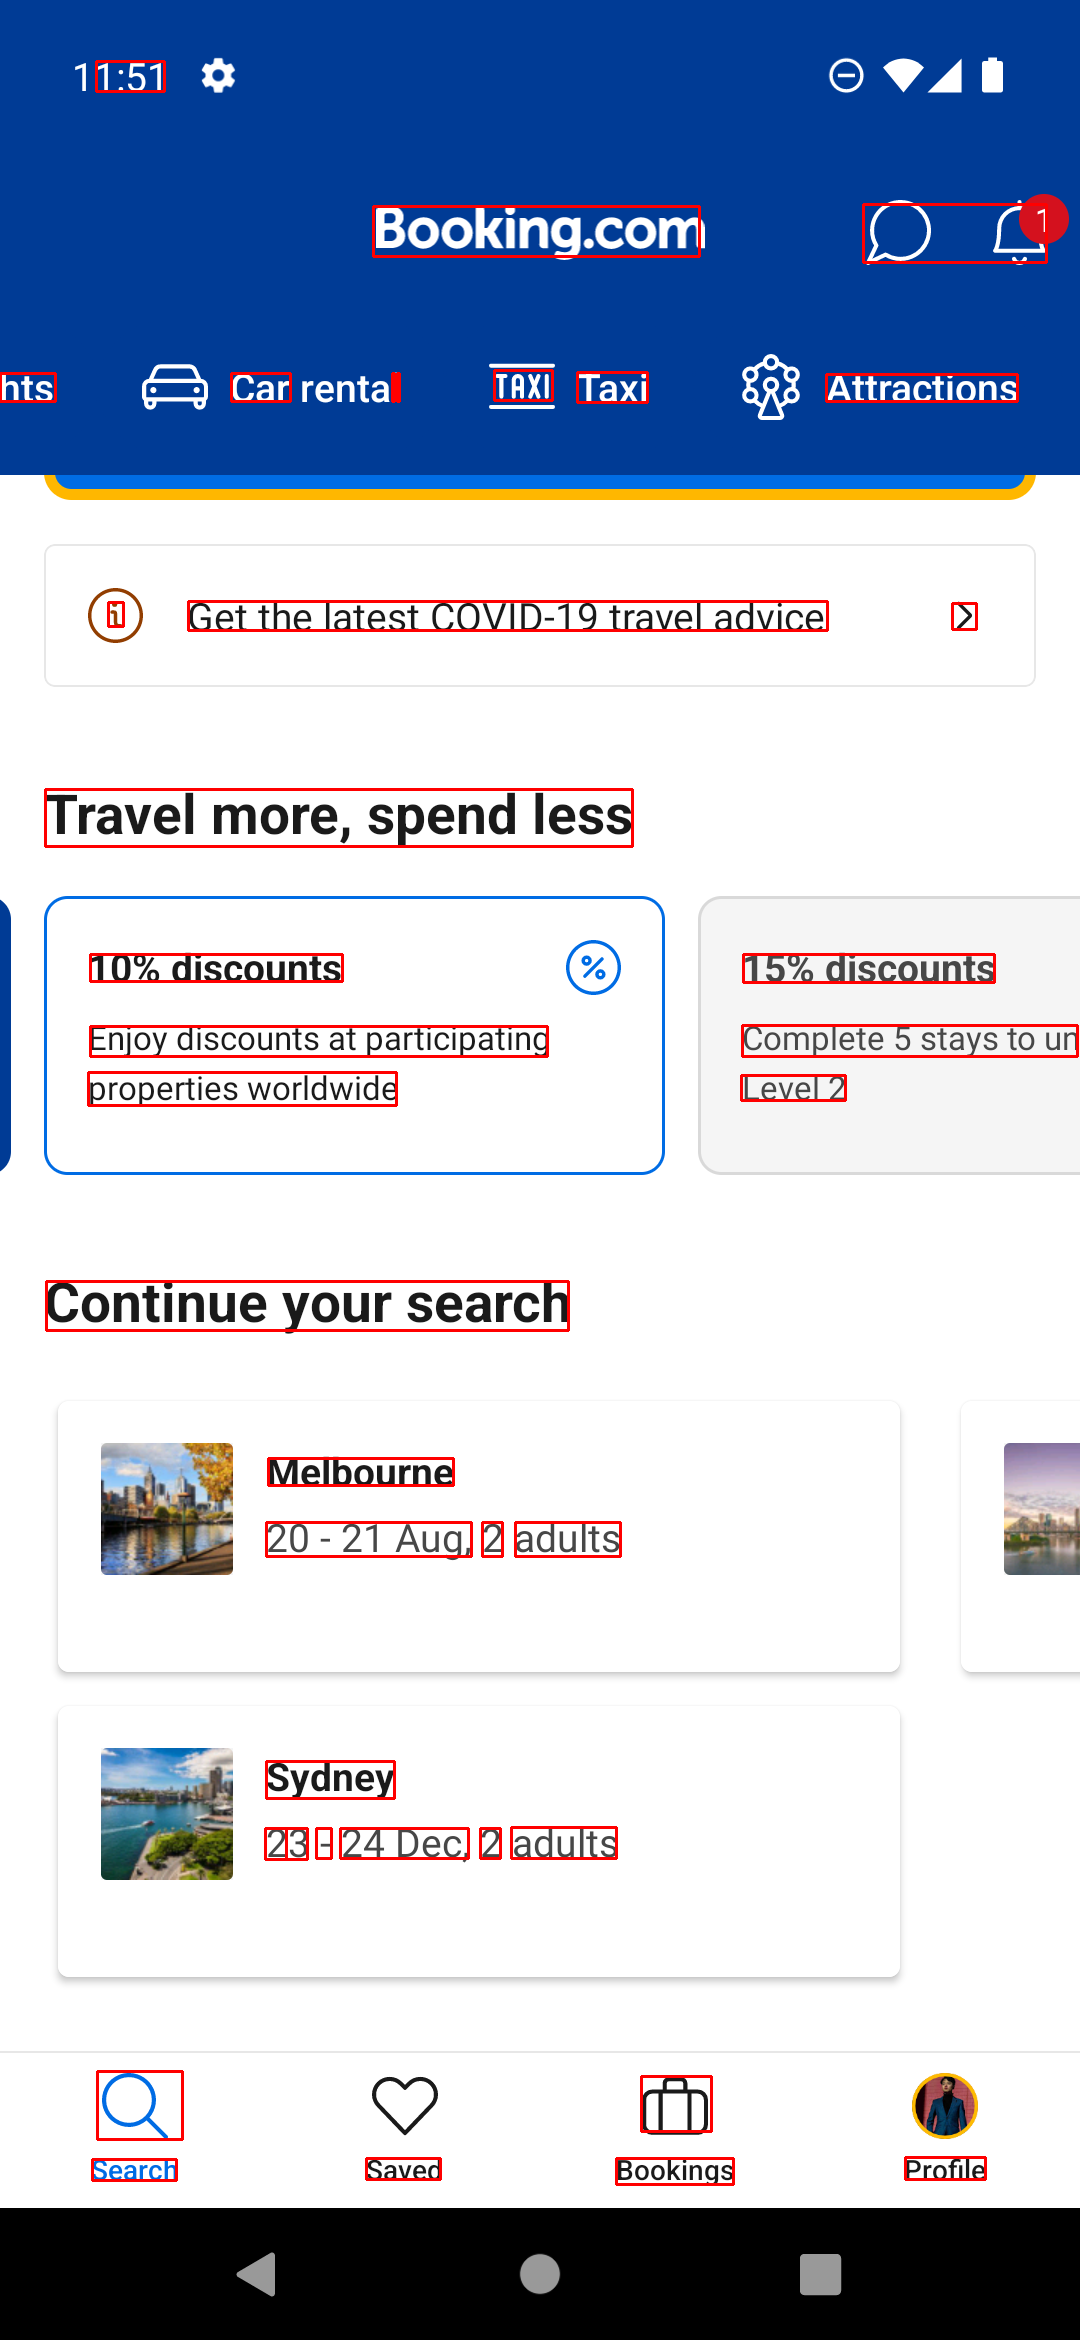 11:51
Booking.com
1
hts Car rental TAXI Taxi Attractions
Get the latest COVID-19 travel advice
Travel more, spend less
10% discounts
Enjoy discounts at participating
properties worldwide
15% discounts
Complete 5 stays to un
Level 2
Continue your search
Melbourne
20 - 21 Aug, 2 adults
Sydney
23 - 24 Dec, 2 adults
Search Saved Bookings Profile